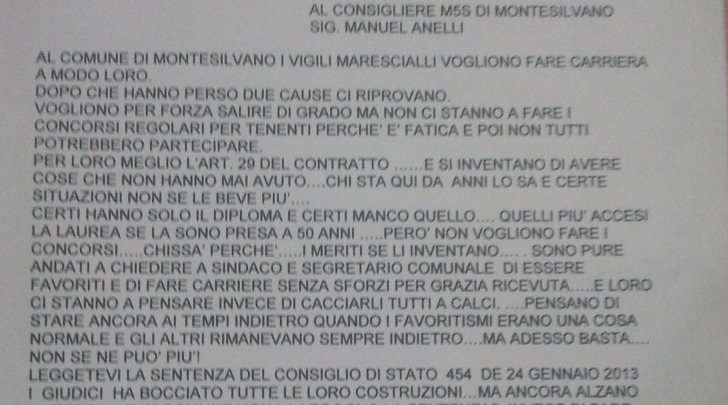 AL CONSIGLIERE M5S DI MONTESILVANO
SIG. MANUEL ANELLI
AL COMUNE DI MONTESILVANO I VIGILI MARESCIALLI VOGLIONO FARE CARRIERA
A MODO LORO.
DOPO CHE HANNO PERSO DUE CAUSE CI RIPROVANO.
VOGLIONO PER FORZA SALIRE DI GRADO MA NON CI STANNO A FARE I
CONCORSI REGOLARI PER TENENTI PERCHE' E' FATICA E POI NON TUTTI
POTREBBERO PARTECIPARE.
PER LORO MEGLIO L'ART. 29 DEL CONTRATTO ......E SI INVENTANO DI AVERE
COSE CHE NON HANNO MAI AVUTO....CHI STA QUI DA ANNI LO SA E CERTE
SITUAZIONI NON SE LE BEVE PIU'....
CERTI HANNO SOLO IL DIPLOMA E CERTI MANCO QUELLO.... QUELLI PIU' ACCESI
LA LAUREA SE LA SONO PRESA A 50 ANNI .....PERO' NON VOGLIONO FARE I
CONCORSI.....CHISSA' PERCHE'.....I MERITI SE LI INVENTANO.... . SONO PURE
ANDATI A CHIEDERE A SINDACO E SEGRETARIO COMUNALE DI ESSERE
FAVORITI E DI FARE CARRIERE SENZA SFORZI PER GRAZIA RICEVUTA.....E LORO
CI STANNO A PENSARE INVECE DI CACCIARLI TUTTI A CALCI. ....PENSANO DI
STARE ANCORA AI TEMPI INDIETRO QUANDO I FAVORITISMI ERANO UNA COSA
NORMALE E GLI ALTRI RIMANEVANO SEMPRE INDIETRO....MA ADESSO BASTA....
NON SE NE PUO' PIU'!
LEGGETEVI LA SENTENZA DEL CONSIGLIO DI STATO 454 DE 24 GENNAIO 2013
I GIUDICI HA BOCCIATO TUTTE LE LORO COSTRUZIONI...MA ANCORA ALZANO